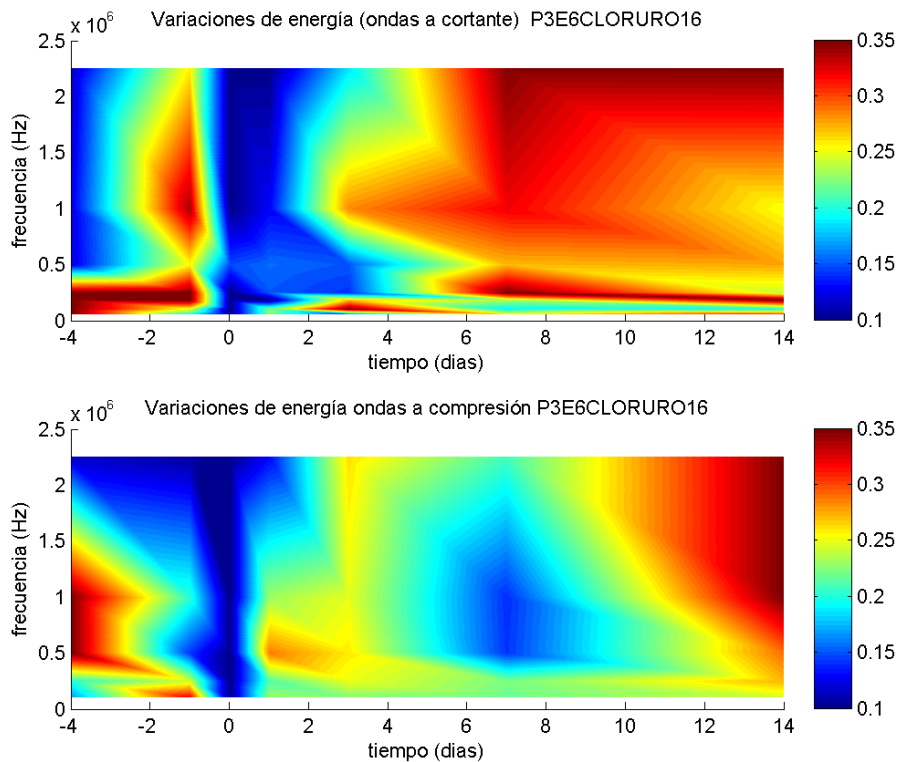 Variaciones de energía (ondas a cortante) P3E6CLORURO16
x 10^6
2.5
2
1.5
1
0.5
0
frecuencia (Hz)
-4 -2 0 2 4 6 8 10 12 14
tiempo (dias)
0.35
0.3
0.25
0.2
0.15
0.1
Variaciones de energía ondas a compresión P3E6CLORURO16
x 10^6
2.5
2
1.5
1
0.5
0
frecuencia (Hz)
-4 -2 0 2 4 6 8 10 12 14
tiempo (dias)
0.35
0.3
0.25
0.2
0.15
0.1